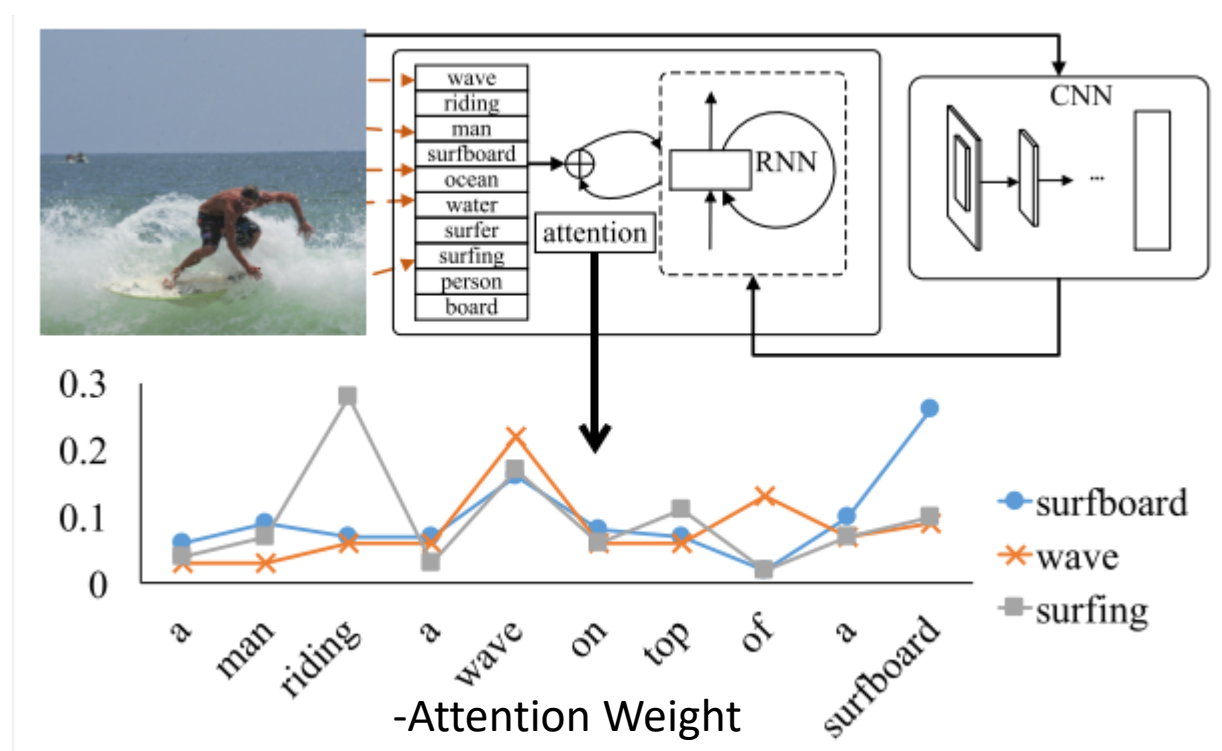 wave
riding
man
surfboard
ocean
water
surfer
surfing
person
board
attention
RNN
CNN
...
0.3
0.2
0.1
0
a
man
riding
a
wave
on
top
of
a
surfboard
surfboard
wave
surfing
-Attention Weight